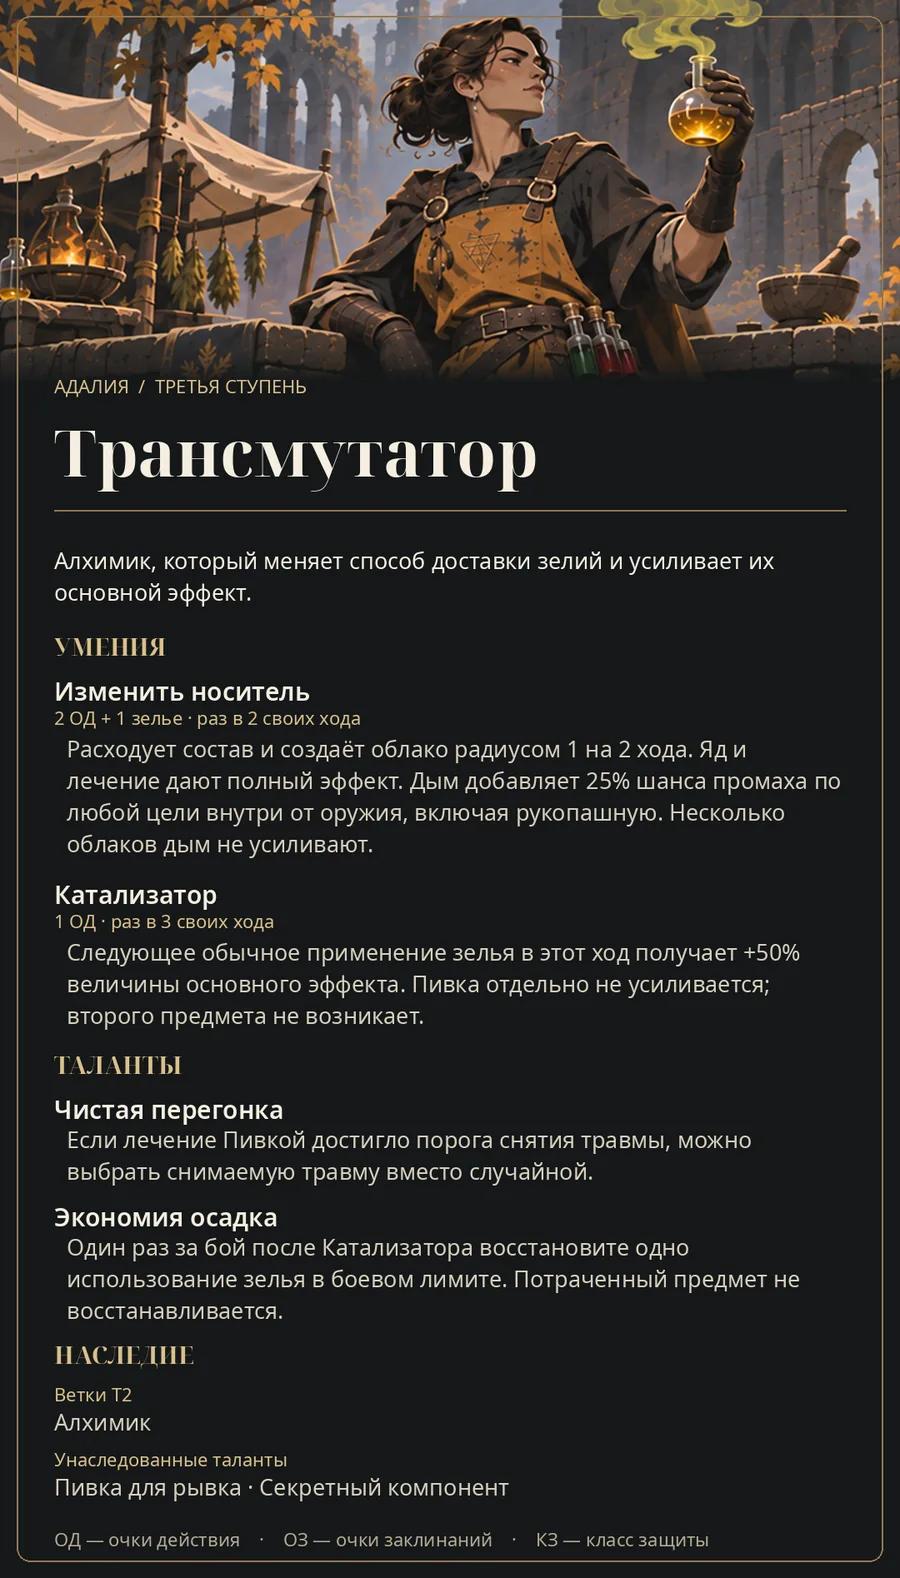 АДАЛИЯ / ТРЕТЬЯ СТУПЕНЬ
Трансмутатор
Алхимик, который меняет способ доставки зелий и усиливает их
основной эффект.
УМЕНИЯ
Изменить носитель
2 ОД + 1 зелье · раз в 2 своих хода
Расходует состав и создаёт облако радиусом 1 на 2 хода. Яд и
лечение дают полный эффект. Дым добавляет 25% шанса промаха по
любой цели внутри от оружия, включая рукопашную. Несколько
облаков дым не усиливают.
Катализатор
1 ОД · раз в 3 своих хода
Следующее обычное применение зелья в этот ход получает +50%
величины основного эффекта. Пивка отдельно не усиливается;
второго предмета не возникает.
ТАЛАНТЫ
Чистая перегонка
Если лечение Пивкой достигло порога снятия травмы, можно
выбрать снимаемую травму вместо случайной.
Экономия осадка
Один раз за бой после Катализатора восстановите одно
использование зелья в боевом лимите. Потраченный предмет не
восстанавливается.
НАСЛЕДИЕ
Ветки Т2
Алхимик
Унаследованные таланты
Пивка для рывка · Секретный компонент
ОД — очки действия · ОЗ — очки заклинаний · КЗ — класс защиты